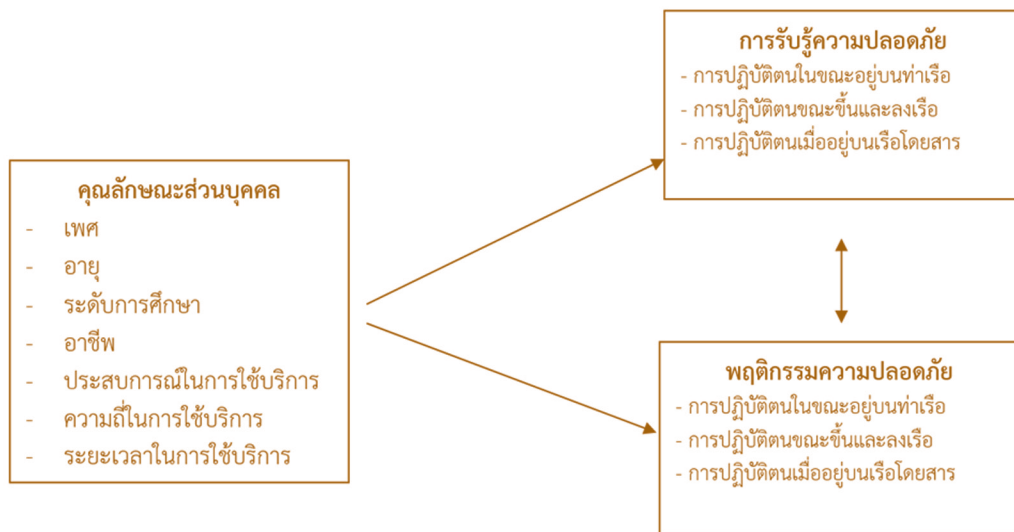 การรับรู้ความปลอดภัย
- การปฏิบัติตนในขณะอยู่บนท่าเรือ
- การปฏิบัติตนขณะขึ้นและลงเรือ
- การปฏิบัติตนเมื่ออยู่บนเรือโดยสาร
คุณลักษณะส่วนบุคคล
- เพศ
- อายุ
- ระดับการศึกษา
- อาชีพ
- ประสบการณ์ในการใช้บริการ
- ความถี่ในการใช้บริการ
- ระยะเวลาในการใช้บริการ
พฤติกรรมความปลอดภัย
- การปฏิบัติตนในขณะอยู่บนท่าเรือ
- การปฏิบัติตนขณะขึ้นและลงเรือ
- การปฏิบัติตนเมื่ออยู่บนเรือโดยสาร